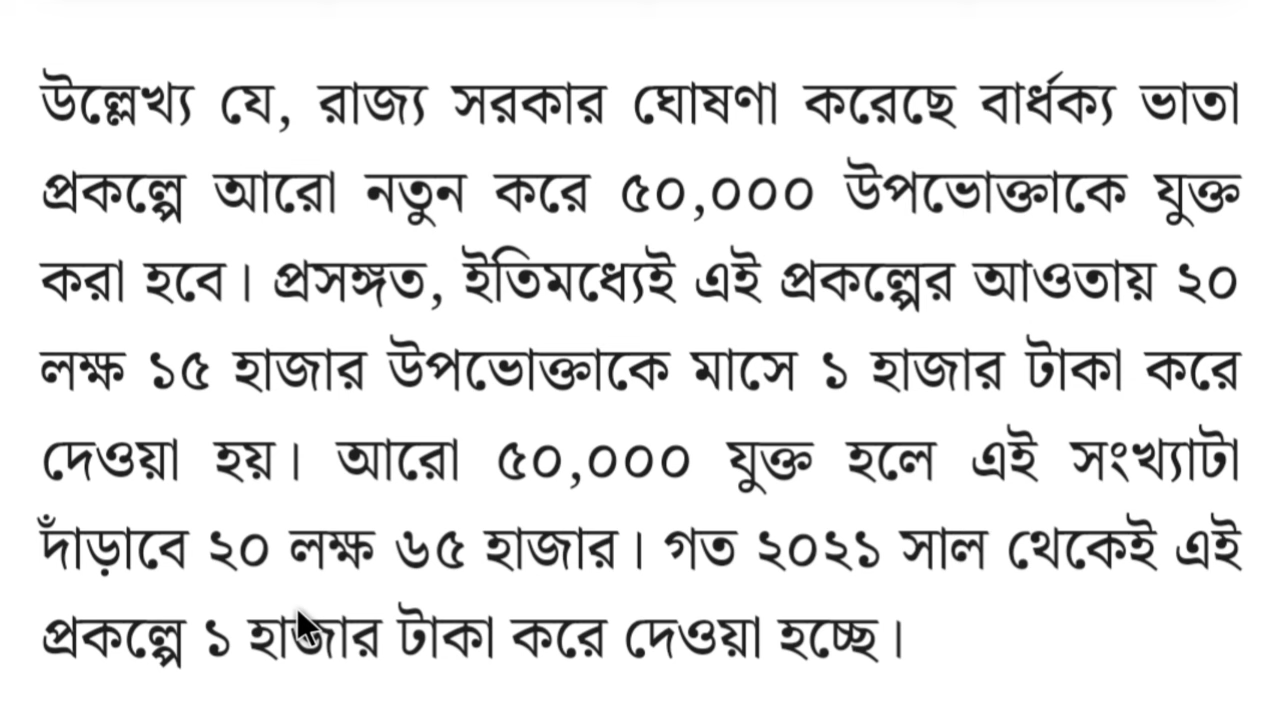 উল্লেখ্য যে, রাজ্য সরকার ঘোষণা করেছে বার্ধক্য ভাতা
প্রকল্পে আরো নতুন করে ৫০,০০০ উপভোক্তাকে যুক্ত
করা হবে। প্রসঙ্গত, ইতিমধ্যেই এই প্রকল্পের আওতায় ২০
লক্ষ ১৫ হাজার উপভোক্তাকে মাসে ১ হাজার টাকা করে
দেওয়া হয়। আরো ৫০,০০০ যুক্ত হলে এই সংখ্যাটা
দাঁড়াবে ২০ লক্ষ ৬৫ হাজার। গত ২০২১ সাল থেকেই এই
প্রকল্পে ১ হাজার টাকা করে দেওয়া হচ্ছে।